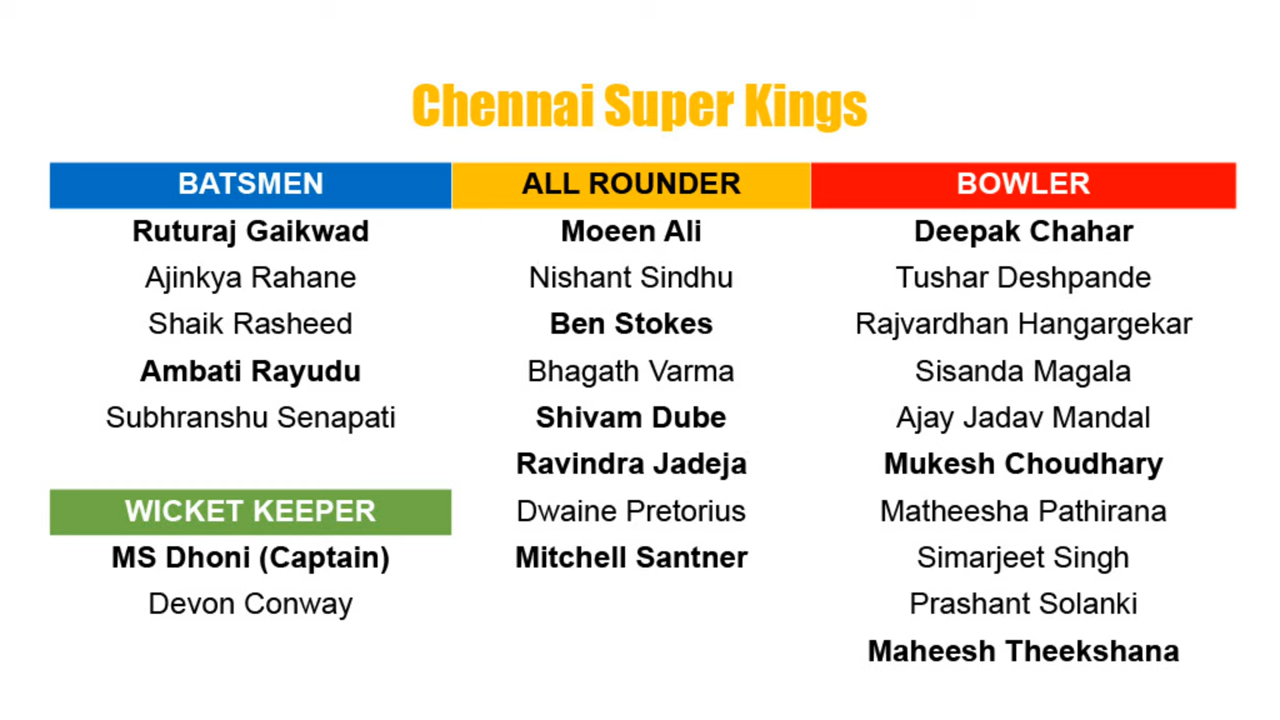 Chennai Super Kings
BATSMEN
Ruturaj Gaikwad
Ajinkya Rahane
Shaik Rasheed
Ambati Rayudu
Subhranshu Senapati
WICKET KEEPER
MS Dhoni (Captain)
Devon Conway
ALL ROUNDER
Moeen Ali
Nishant Sindhu
Ben Stokes
Bhagath Varma
Shivam Dube
Ravindra Jadeja
Dwaine Pretorius
Mitchell Santner
BOWLER
Deepak Chahar
Tushar Deshpande
Rajvardhan Hangargekar
Sisanda Magala
Ajay Jadav Mandal
Mukesh Choudhary
Matheesha Pathirana
Simarjeet Singh
Prashant Solanki
Maheesh Theekshana